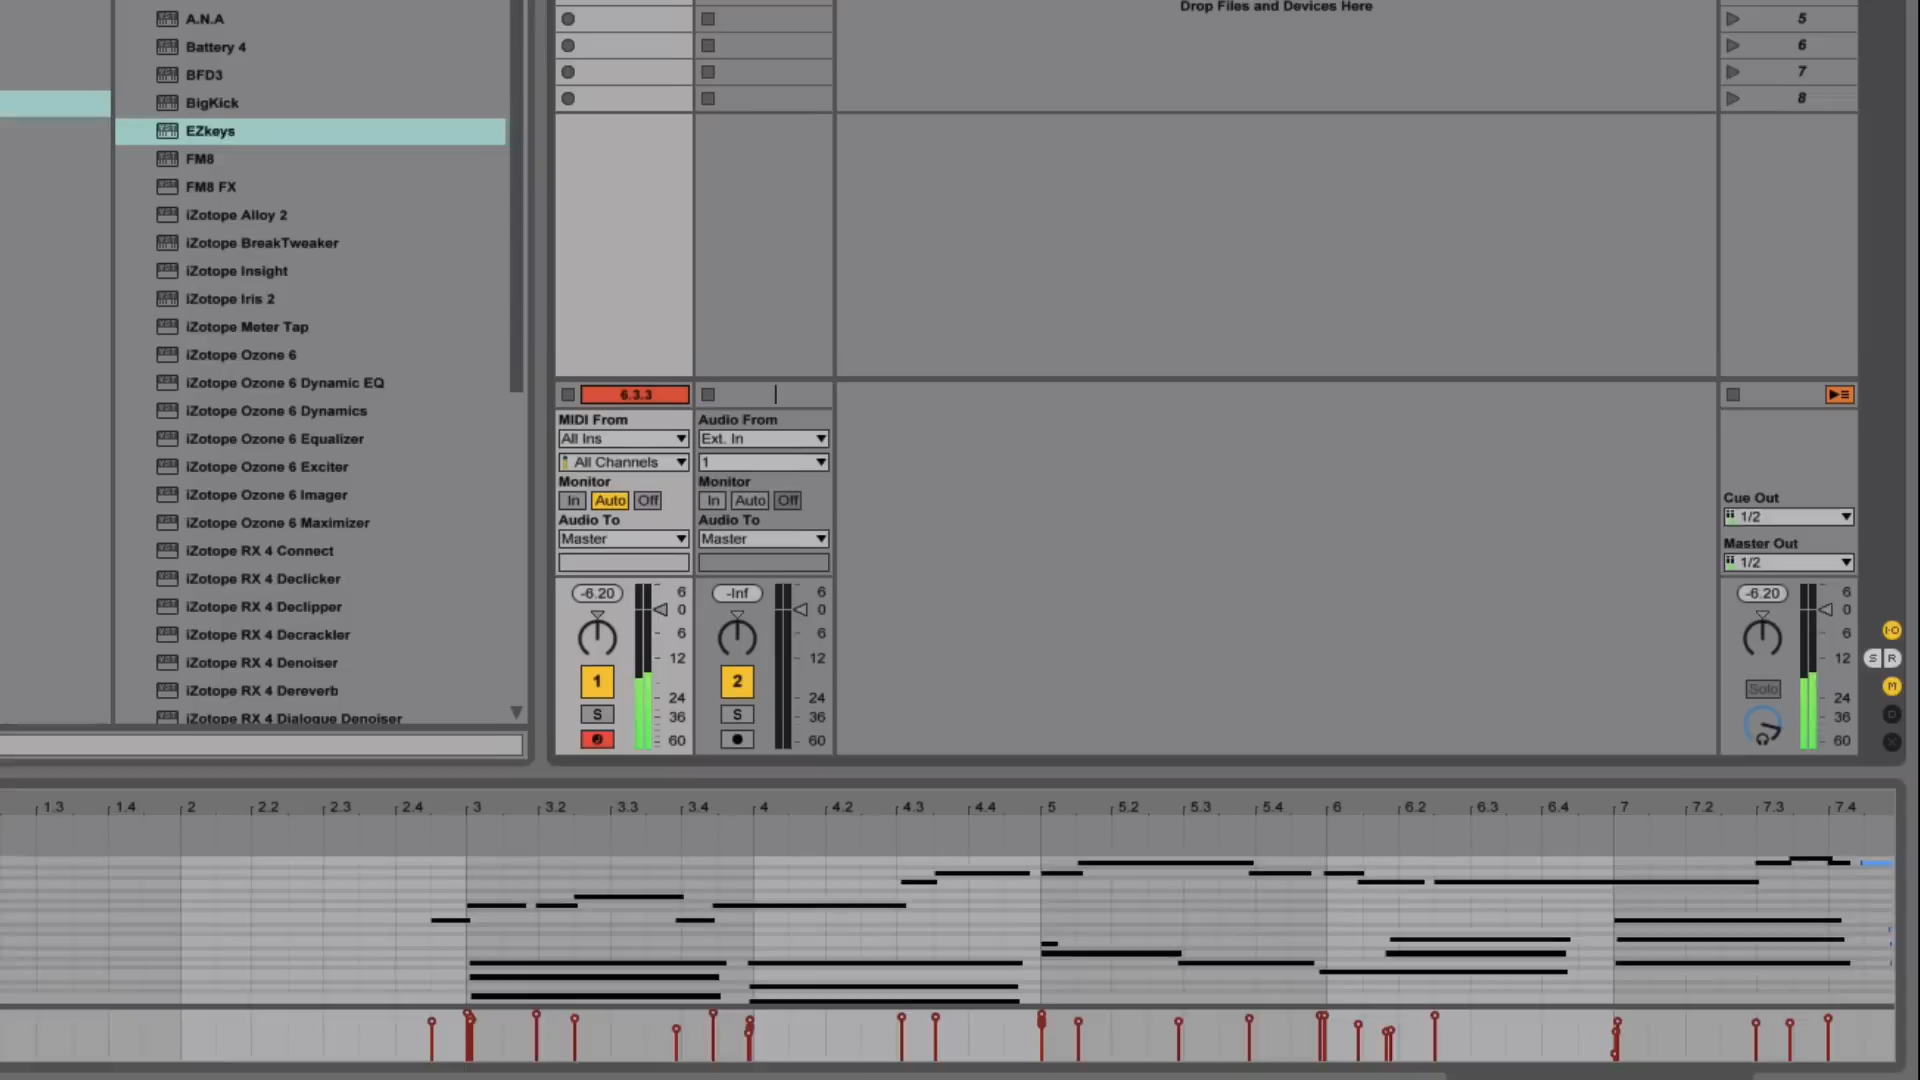 A.N.A
Battery 4
BFD3
BigKick
EZkeys
FM8
FM8 FX
iZotope Alloy 2
iZotope BreakTweaker
iZotope Insight
iZotope Iris 2
iZotope Meter Tap
iZotope Ozone 6
iZotope Ozone 6 Dynamic EQ
iZotope Ozone 6 Dynamics
iZotope Ozone 6 Equalizer
iZotope Ozone 6 Exciter
iZotope Ozone 6 Imager
iZotope Ozone 6 Maximizer
iZotope RX 4 Connect
iZotope RX 4 Declicker
iZotope RX 4 Declipper
iZotope RX 4 Decrackler
iZotope RX 4 Denoiser
iZotope RX 4 Dereverb
iZotope RX 4 Dialogue Denoiser
Drop Files and Devices Here
5
6
7
8
6.3.3
MIDI From
All Ins
All Channels
Monitor
In Auto Off
Audio To
Master
-6.20
6
0
6
12
24
36
60
1
S
Audio From
Ext. In
1
Monitor
In Auto Off
Audio To
Master
-Inf
6
0
6
12
24
36
60
2
S
Cue Out
1/2
Master Out
1/2
-6.20
6
0
6
12
24
36
60
Solo
I-O
S R
M
D
X
1.3 1.4 2 2.2 2.3 2.4 3 3.2 3.3 3.4 4 4.2 4.3 4.4 5 5.2 5.3 5.4 6 6.2 6.3 6.4 7 7.2 7.3 7.4